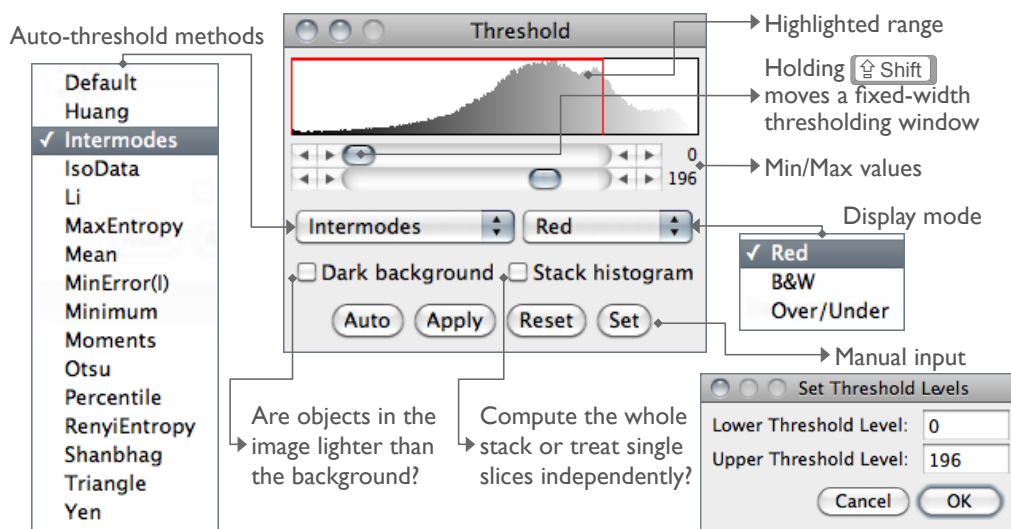 Auto-threshold methods
Default
Huang
✓ Intermodes
IsoData
Li
MaxEntropy
Mean
MinError(I)
Minimum
Moments
Otsu
Percentile
RenyiEntropy
Shanbhag
Triangle
Yen
Threshold
0
196
Intermodes
Red
Dark background
Stack histogram
Auto
Apply
Reset
Set
Highlighted range
Holding ⇧ Shift
moves a fixed-width
thresholding window
Min/Max values
Display mode
✓ Red
B&W
Over/Under
Manual input
Are objects in the
image lighter than
the background?
Compute the whole
stack or treat single
slices independently?
Set Threshold Levels
Lower Threshold Level: 0
Upper Threshold Level: 196
Cancel
OK